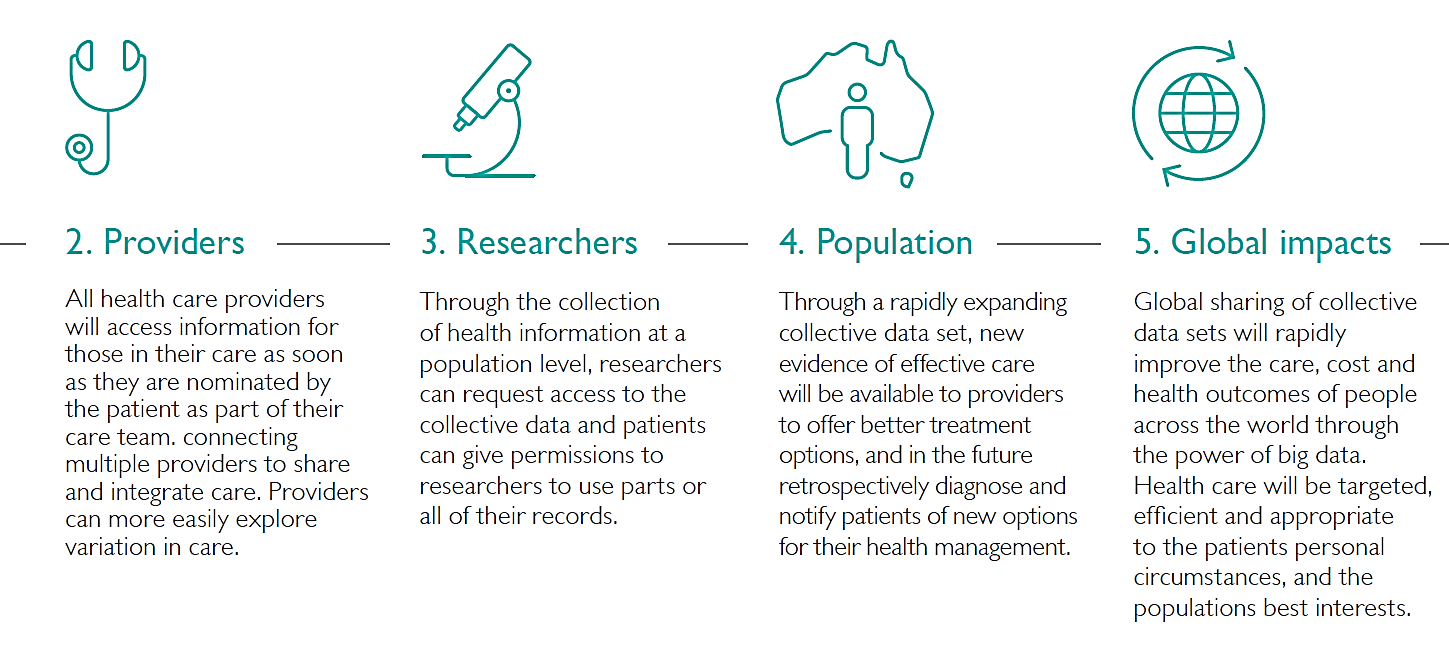 2. Providers
All health care providers
will access information for
those in their care as soon
as they are nominated by
the patient as part of their
care team. connecting
multiple providers to share
and integrate care. Providers
can more easily explore
variation in care.
3. Researchers
Through the collection
of health information at a
population level, researchers
can request access to the
collective data and patients
can give permissions to
researchers to use parts or
all of their records.
4. Population
Through a rapidly expanding
collective data set, new
evidence of effective care
will be available to providers
to offer better treatment
options, and in the future
retrospectively diagnose and
notify patients of new options
for their health management.
5. Global impacts
Global sharing of collective
data sets will rapidly
improve the care, cost and
health outcomes of people
across the world through
the power of big data.
Health care will be targeted,
efficient and appropriate
to the patients personal
circumstances, and the
populations best interests.